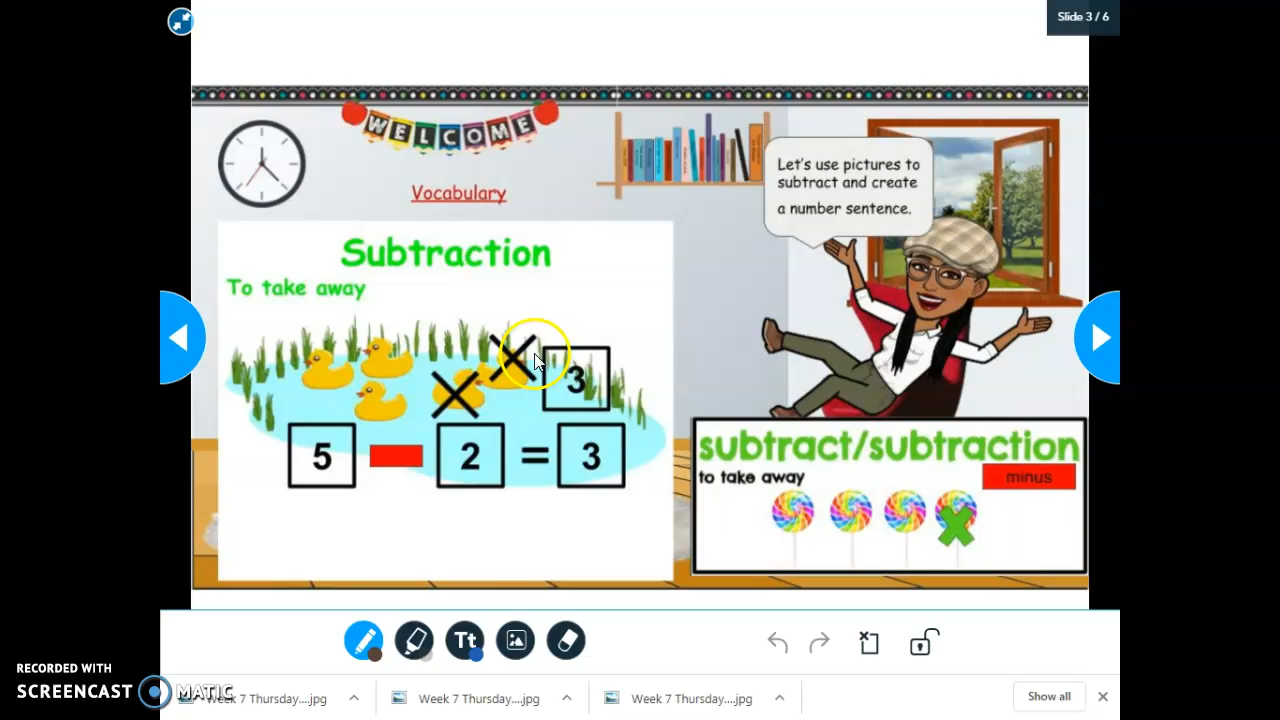 Slide 3 / 6
WELCOME
Vocabulary
Let's use pictures to
subtract and create
a number sentence.
Subtraction
To take away
3
5 2 = 3
subtract/subtraction
to take away
minus
Tt
RECORDED WITH
SCREENCAST MATIC
Week 7 Thursday....jpg
Week 7 Thursday....jpg
Week 7 Thursday....jpg
Show all